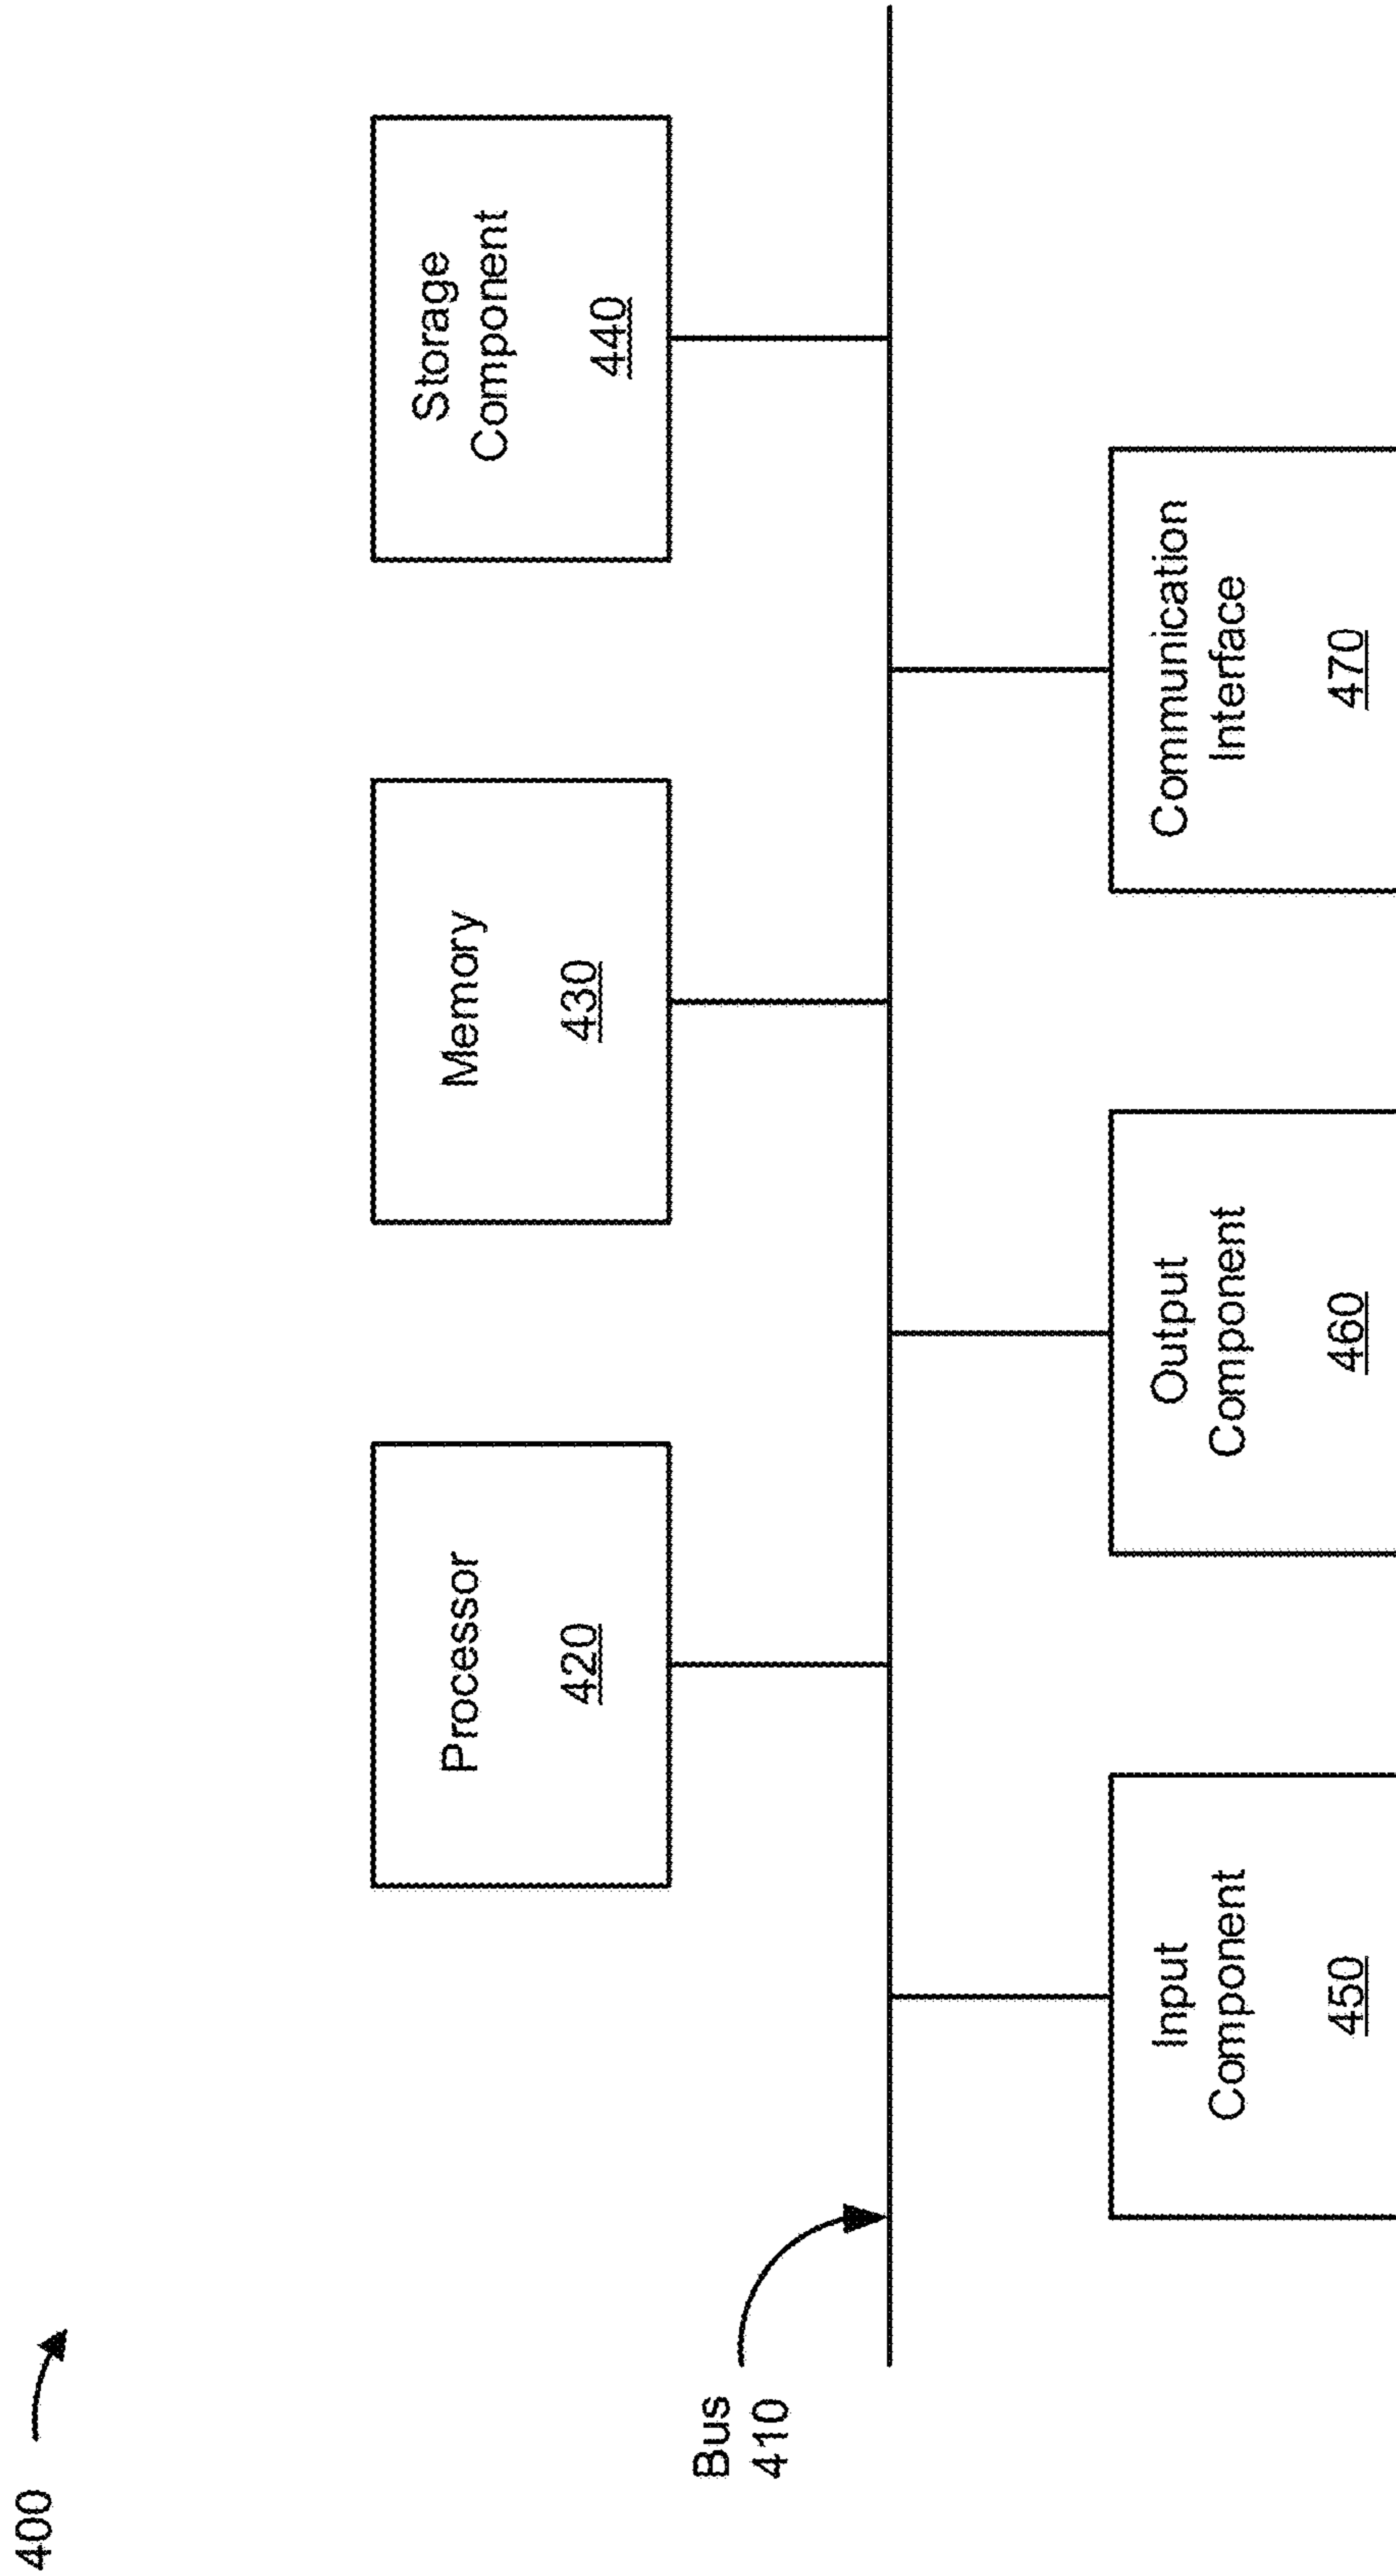 400
Processor
420
Memory
430
Storage
Component
440
Bus
410
Input
Component
450
Output
Component
460
Communication
Interface
470